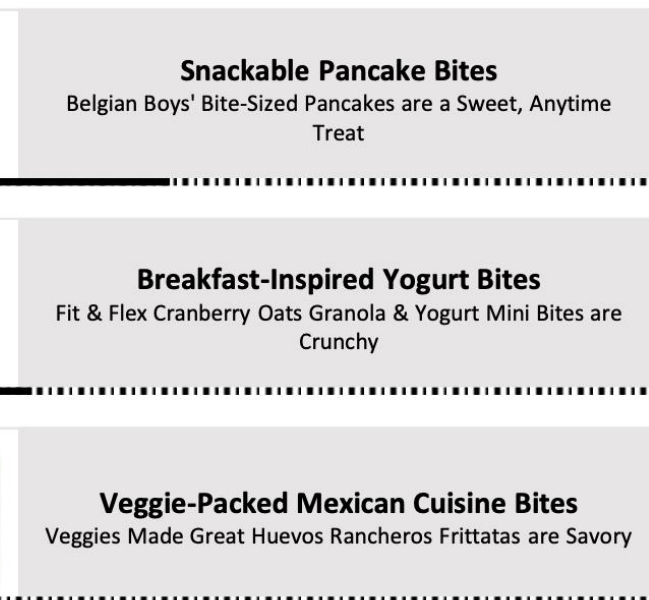 Snackable Pancake Bites
Belgian Boys' Bite-Sized Pancakes are a Sweet, Anytime
Treat
Breakfast-Inspired Yogurt Bites
Fit & Flex Cranberry Oats Granola & Yogurt Mini Bites are
Crunchy
Veggie-Packed Mexican Cuisine Bites
Veggies Made Great Huevos Rancheros Frittatas are Savory